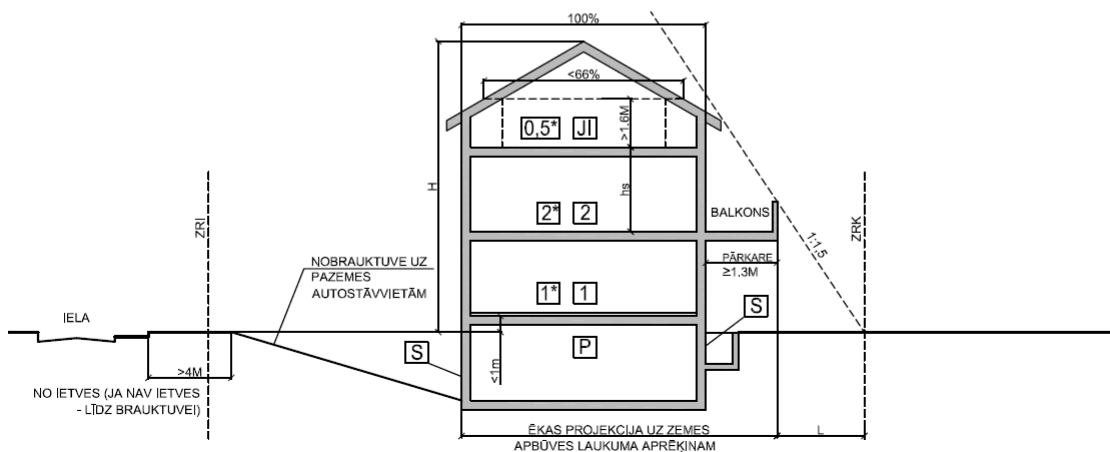 100%
<66%
0,5* JI
>1.6M
H
hs
2* 2
BALKONS
ZRI
ZRK
1:1,5
NOBRAUKTUVE UZ
PAZEMES
AUTOSTĀVVIETĀM
PĀRKARE
≥1.3M
1* 1
S
IELA
S
P
<1m
>4M
NO IETVES (JA NAV IETVES
- LĪDZ BRAUKTUVEI)
ĒKAS PROJEKCIJA UZ ZEMES
APBŪVES LAUKUMA APRĒĶINAM
L